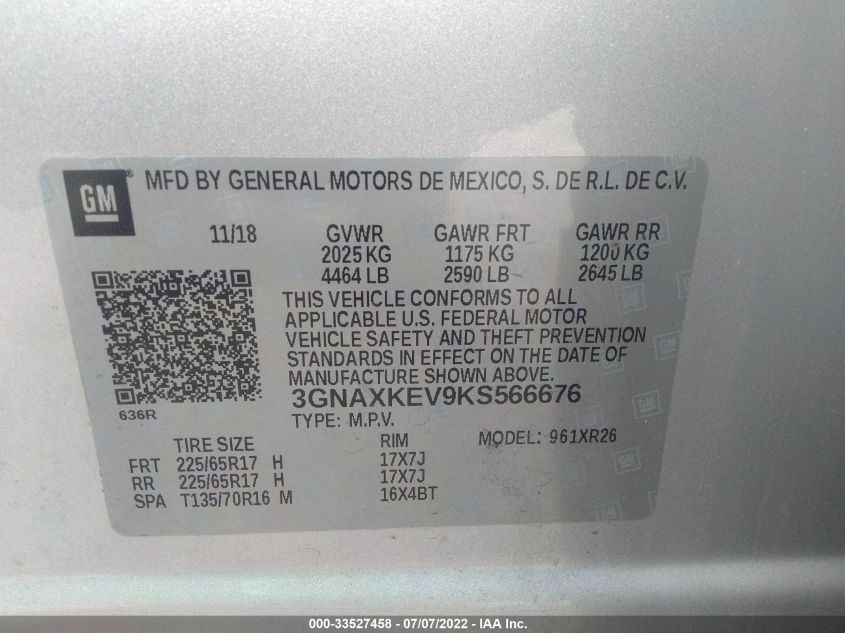 GM
® MFD BY GENERAL MOTORS DE MEXICO, S. DE R.L. DE C.V.
11/18 GVWR GAWR FRT GAWR RR
2025 KG 1175 KG 1200 KG
4464 LB 2590 LB 2645 LB
THIS VEHICLE CONFORMS TO ALL
APPLICABLE U.S. FEDERAL MOTOR
VEHICLE SAFETY AND THEFT PREVENTION
STANDARDS IN EFFECT ON THE DATE OF
MANUFACTURE SHOWN ABOVE.
3GNAXKEV9KS566676
636R
TYPE: M.P.V.
TIRE SIZE RIM MODEL: 961XR26
FRT 225/65R17 H 17X7J
RR 225/65R17 H 17X7J
SPA T135/70R16 M 16X4BT
000-33527458 - 07/07/2022 - IAA Inc.